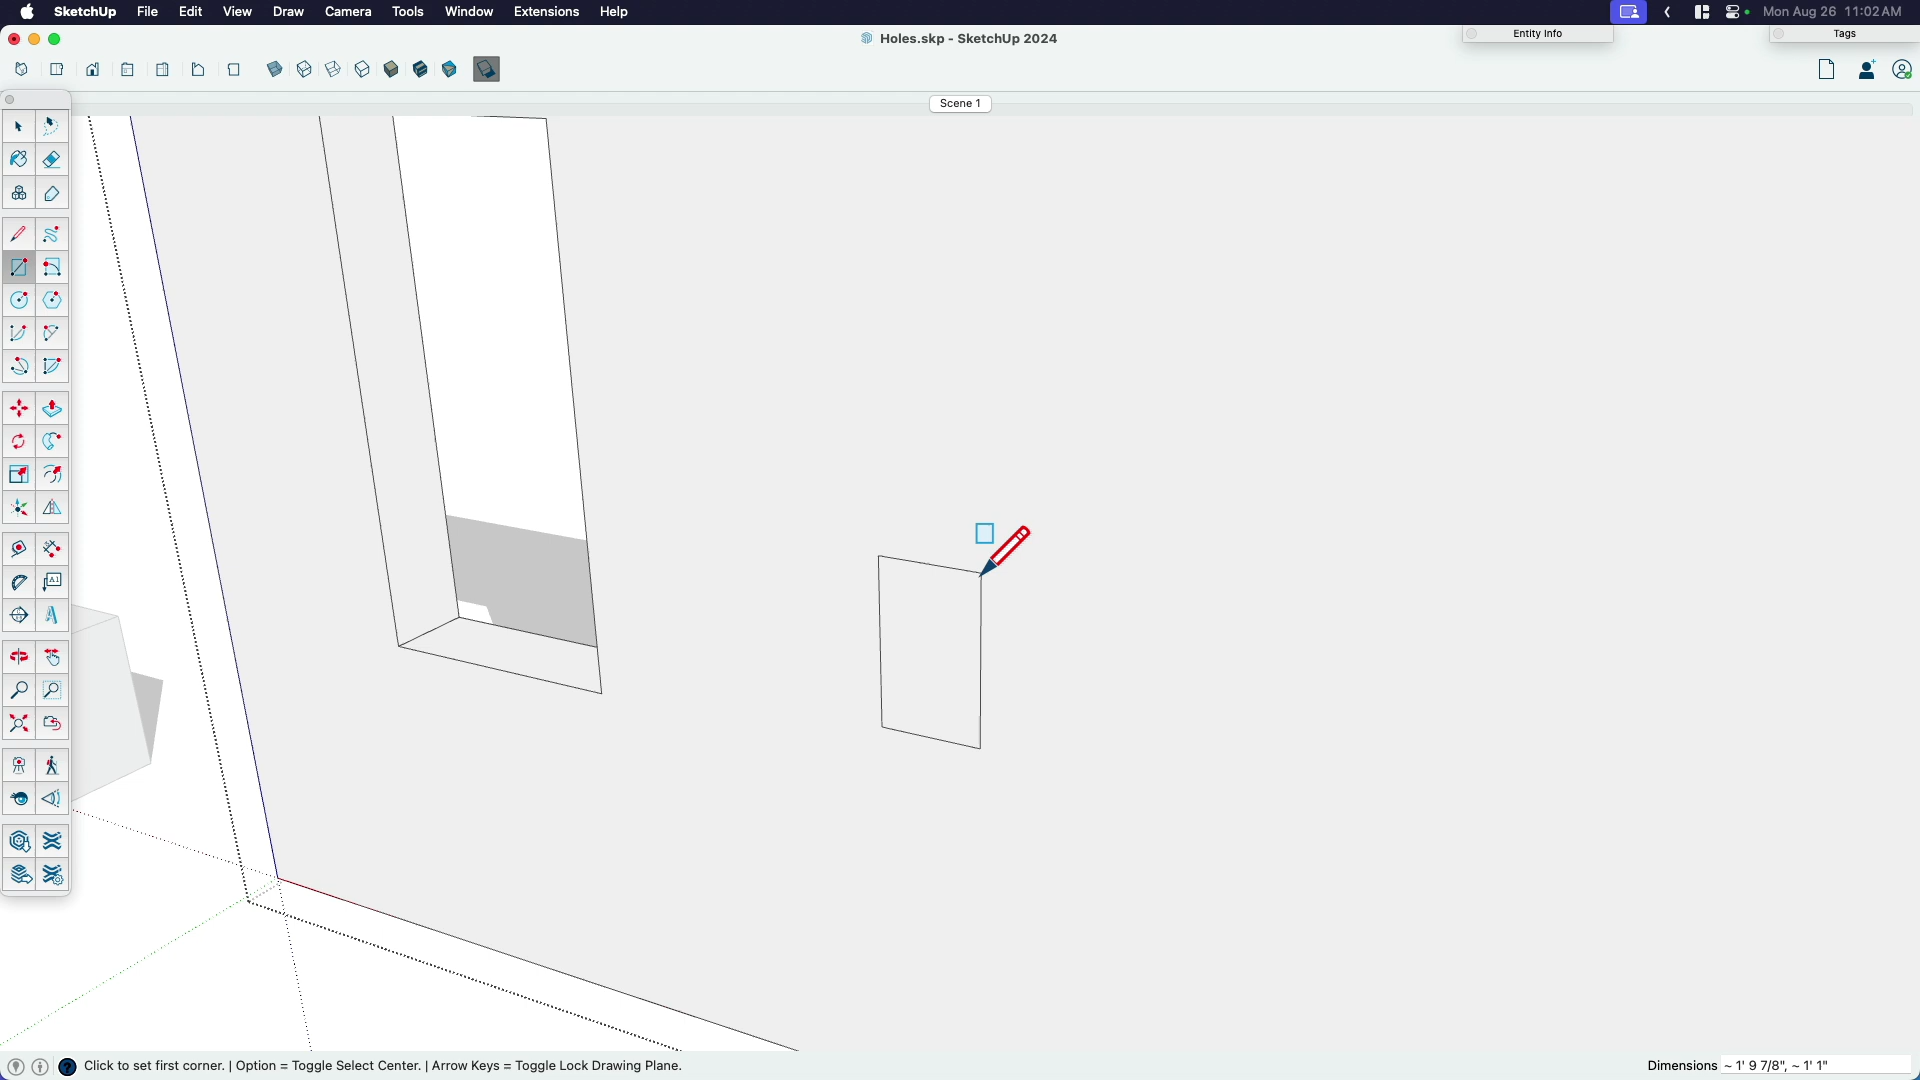 SketchUp File Edit View Draw Camera Tools Window Extensions Help
Mon Aug 26 11:02AM
Holes.skp - SketchUp 2024
Entity Info
Tags
Scene 1
A1
A
Click to set first corner. | Option = Toggle Select Center. | Arrow Keys = Toggle Lock Drawing Plane.
Dimensions ~ 1' 9 7/8", ~ 1' 1"